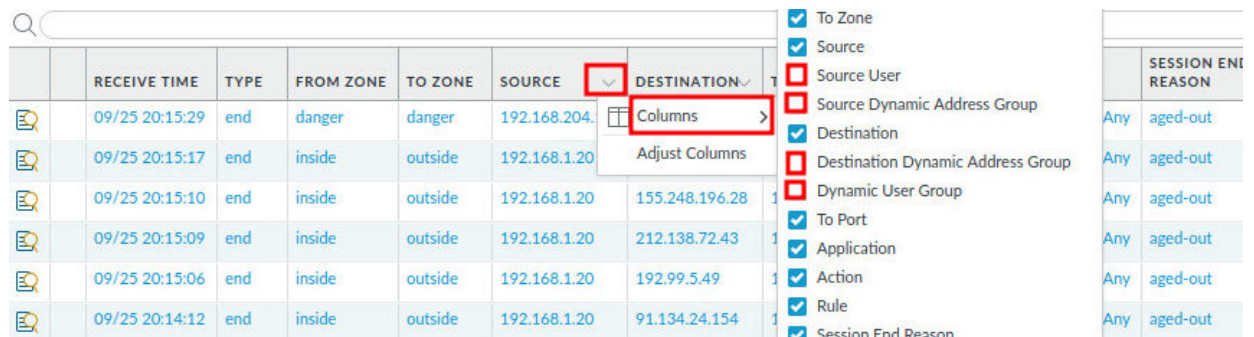 To Zone
Source
Source User
Source Dynamic Address Group
Destination
Destination Dynamic Address Group
Dynamic User Group
To Port
Application
Action
Rule
Session End Reason
RECEIVE TIME TYPE FROM ZONE TO ZONE SOURCE DESTINATION SESSION END REASON
Columns
Adjust Columns
09/25 20:15:29 end danger danger 192.168.204. Any aged-out
09/25 20:15:17 end inside outside 192.168.1.20 Any aged-out
09/25 20:15:10 end inside outside 192.168.1.20 155.248.196.28 1 Any aged-out
09/25 20:15:09 end inside outside 192.168.1.20 212.138.72.43 1 Any aged-out
09/25 20:15:06 end inside outside 192.168.1.20 192.99.5.49 1 Any aged-out
09/25 20:14:12 end inside outside 192.168.1.20 91.134.24.154 1 Any aged-out